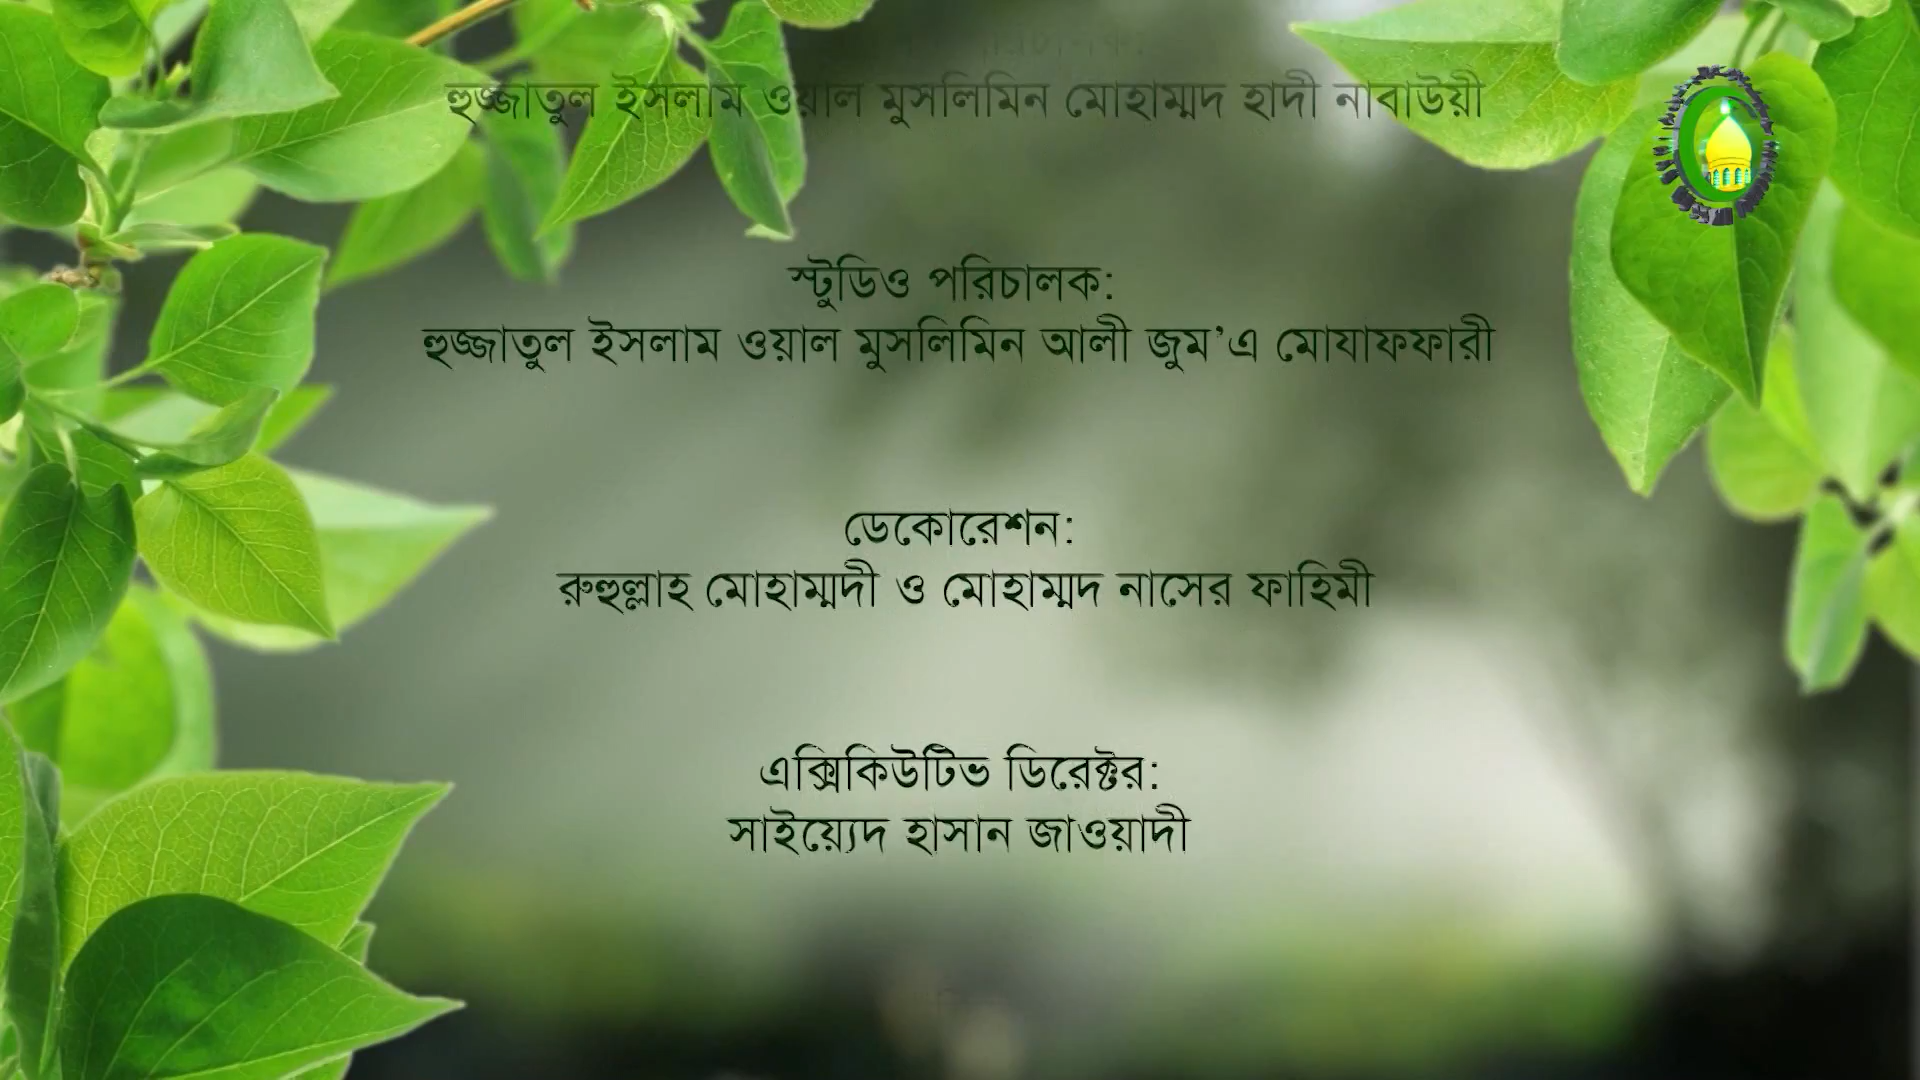 হুজ্জাতুল ইসলাম ওয়াল মুসলিমিন মোহাম্মদ হাদী নাবাউয়ী
স্টুডিও পরিচালক:
হুজ্জাতুল ইসলাম ওয়াল মুসলিমিন আলী জুম’এ মোযাফফারী
ডেকোরেশন:
রুহুল্লাহ মোহাম্মদী ও মোহাম্মদ নাসের ফাহিমী
এক্সিকিউটিভ ডিরেক্টর:
সাইয়্যেদ হাসান জাওয়াদী